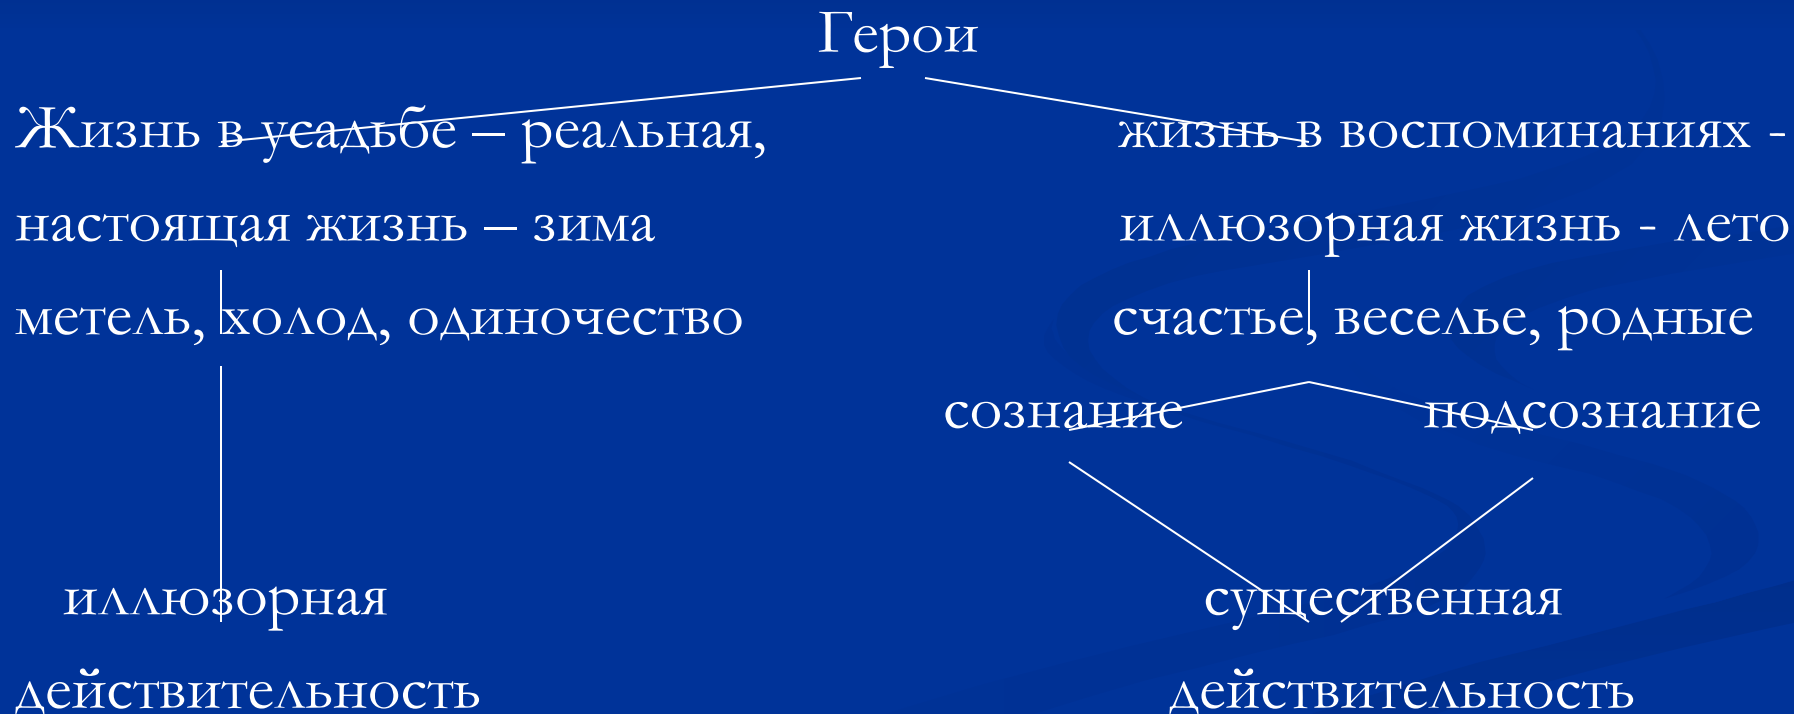 Герои
Жизнь в усадьбе – реальная, жизнь в воспоминаниях -
настоящая жизнь – зима иллюзорная жизнь - лето
метель, холод, одиночество счастье, веселье, родные
сознание подсознание
иллюзорная существенная
действительность действительность